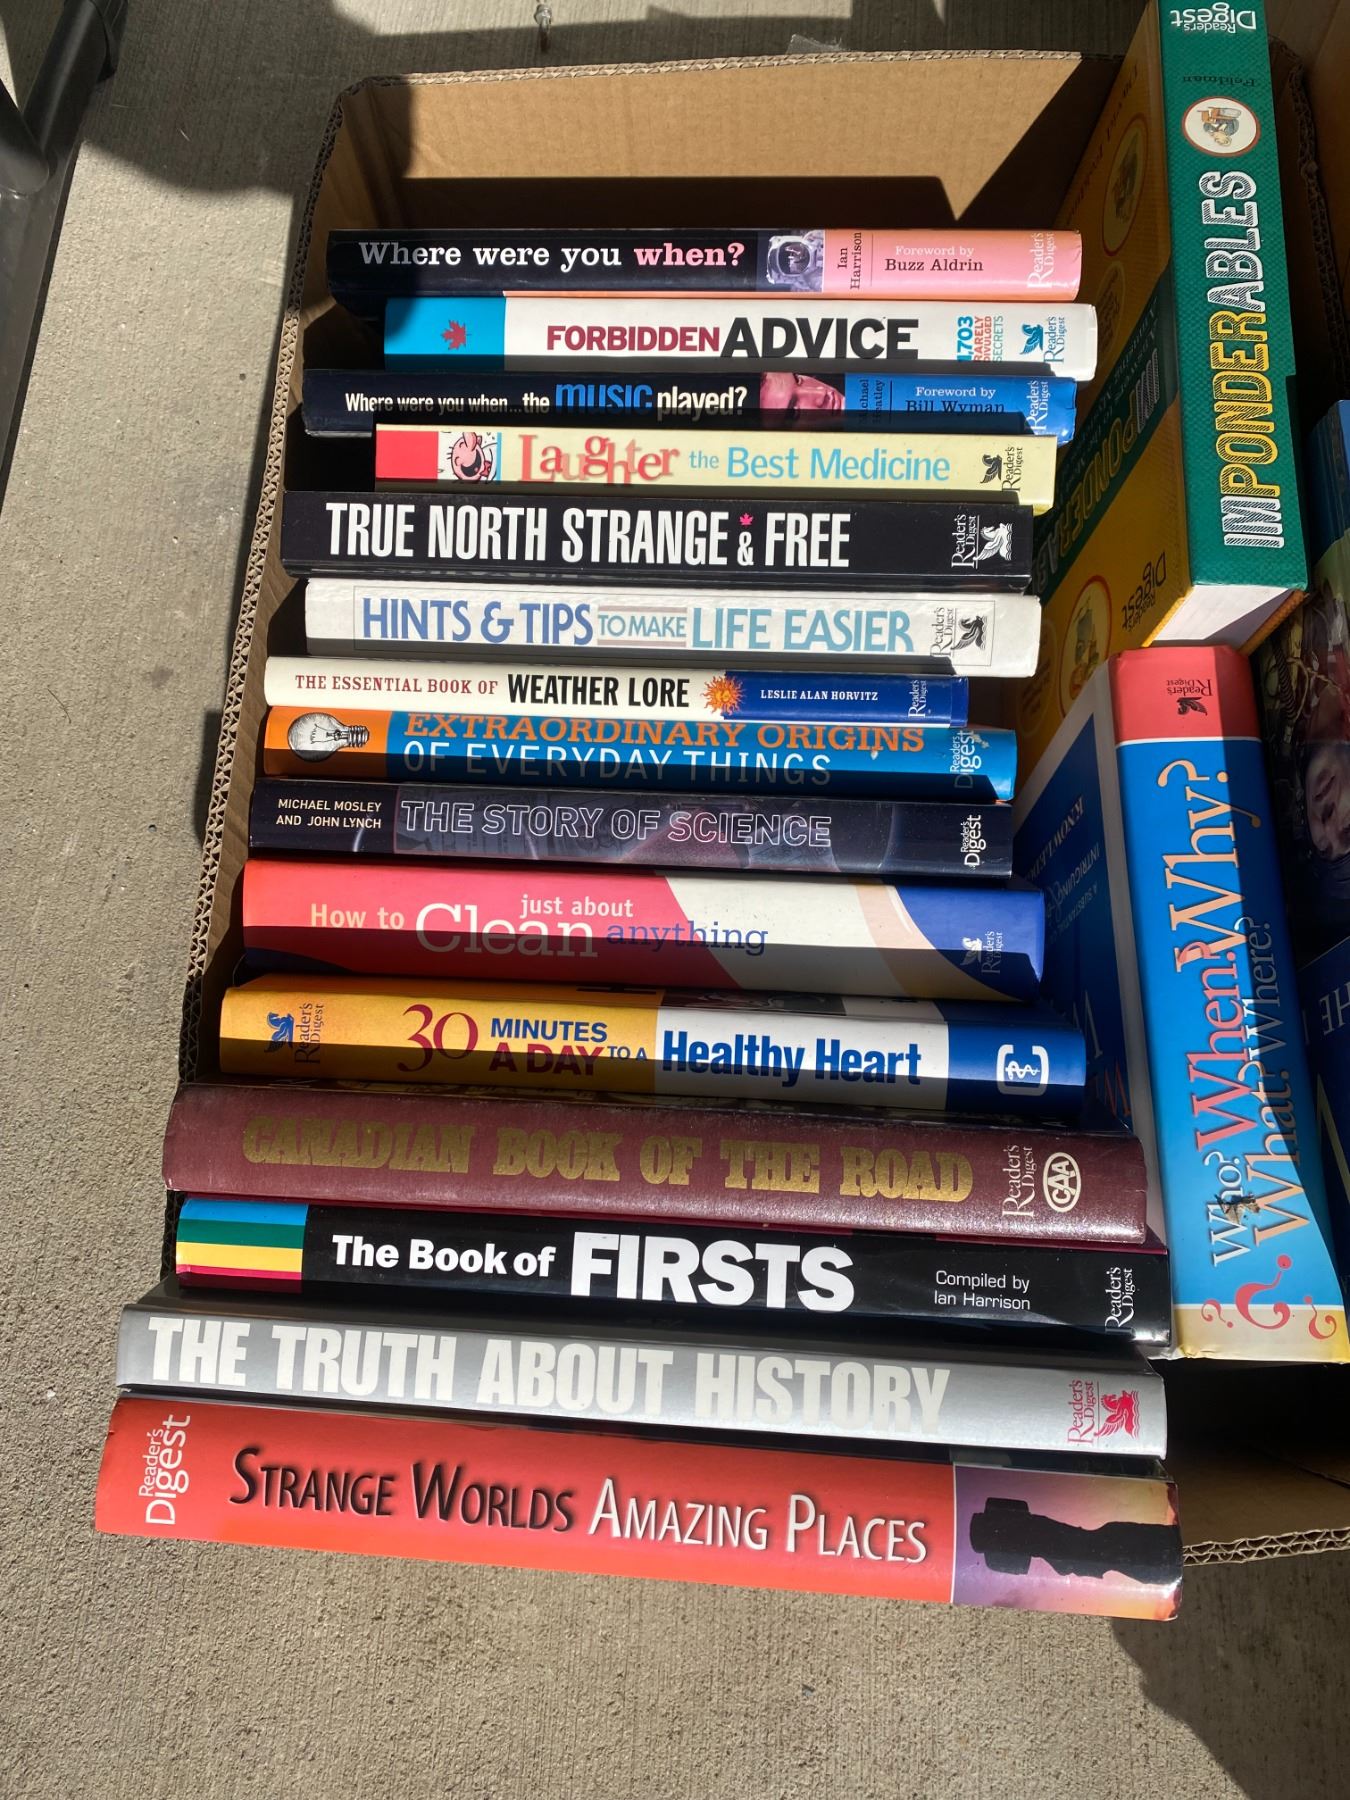 Where were you when?
Ian
Harrison
Foreword by
Buzz Aldrin
Reader's
Digest
FORBIDDEN ADVICE
1703
RARELY
DIVULGED
SECRETS
Reader's
Digest
Where were you when...the MUSIC played?
Foreword by
Bill Wyman
Reader's
Digest
Laughter the Best Medicine
Reader's
Digest
TRUE NORTH STRANGE & FREE
Reader's
Digest
HINTS & TIPS TO MAKE LIFE EASIER
Reader's
Digest
THE ESSENTIAL BOOK OF WEATHER LORE
LESLIE ALAN HORVITZ
Reader's
Digest
EXTRAORDINARY ORIGINS
OF EVERYDAY THINGS
Reader's
Digest
MICHAEL MOSLEY
AND JOHN LYNCH
THE STORY OF SCIENCE
Reader's
Digest
How to Clean just about anything
Reader's
Digest
Reader's
Digest
30 MINUTES
A DAY TO A Healthy Heart
CANADIAN BOOK OF THE ROAD
Reader's
Digest
CAA
The Book of FIRSTS
Compiled by
Ian Harrison
Reader's
Digest
THE TRUTH ABOUT HISTORY
Reader's
Digest
Reader's
Digest
STRANGE WORLDS AMAZING PLACES
Reader's
Digest
Feldman
IMPONDERABLES
Reader's
Digest
Reader's
Digest
Who? When? Why?
What? Where?
KNOWLEDGE
INTRIGUING